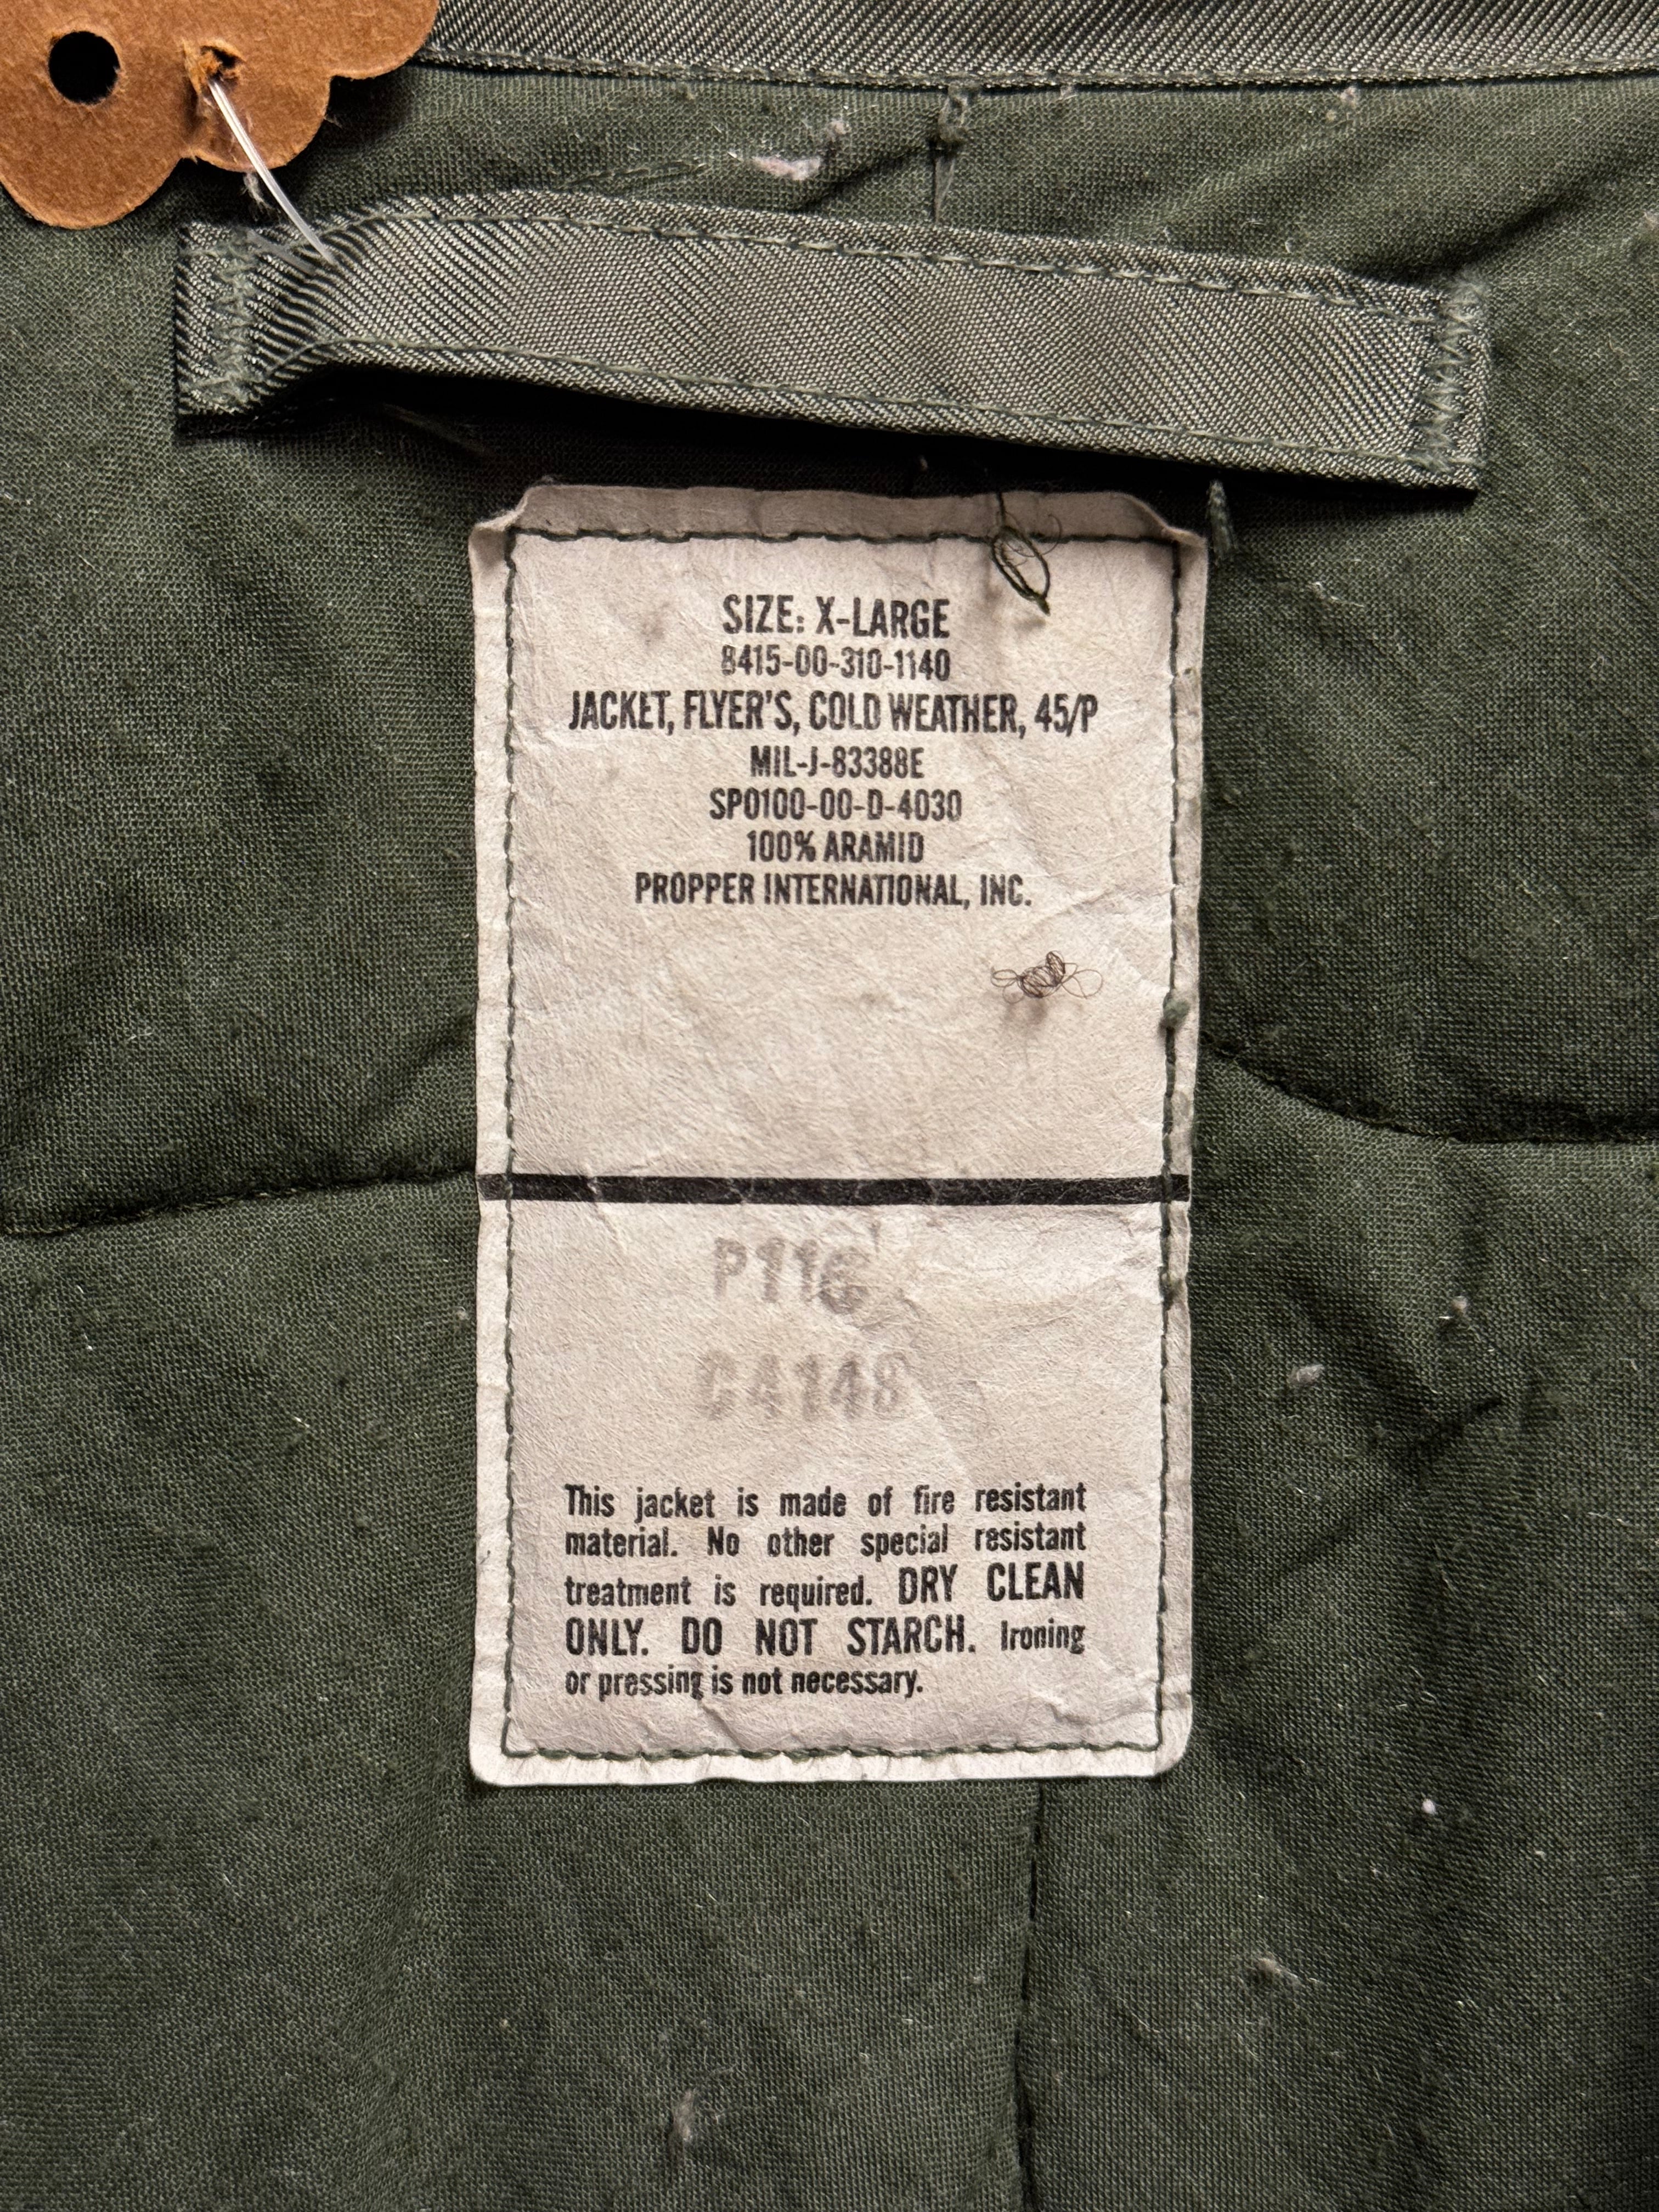 SIZE: X-LARGE
8415-00-310-1140
JACKET, FLYER'S, COLD WEATHER, 45/P
MIL-J-83388E
SP0100-00-D-4030
100% ARAMID
PROPPER INTERNATIONAL, INC.
P116
CA148
This jacket is made of fire resistant
material. No other special resistant
treatment is required. DRY CLEAN
ONLY. DO NOT STARCH. Ironing
or pressing is not necessary.